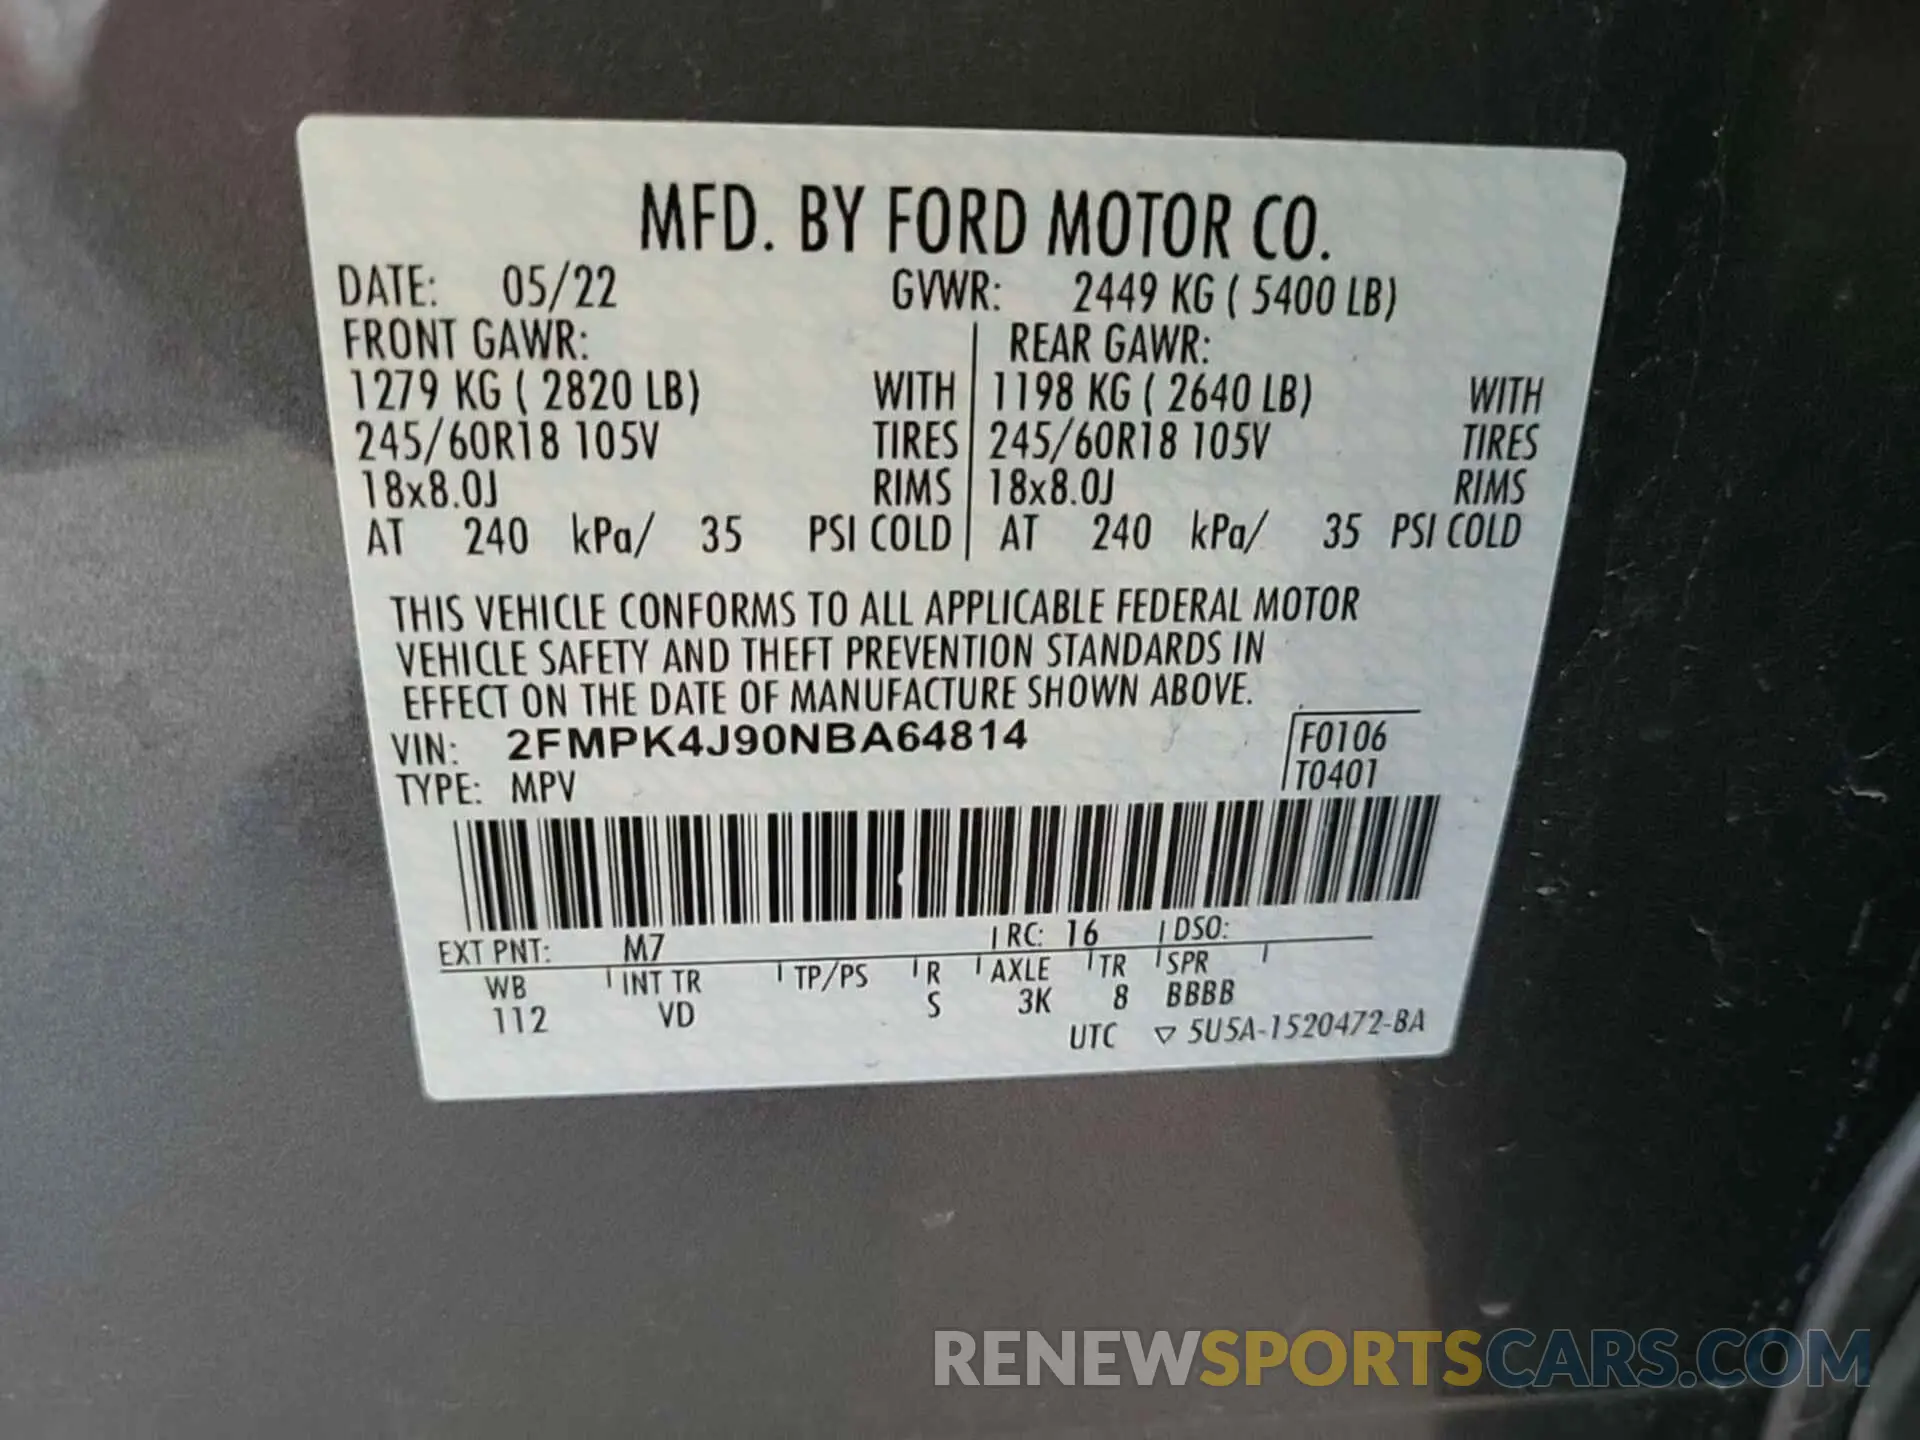 MFD. BY FORD MOTOR CO.
DATE: 05/22 GVWR: 2449 KG ( 5400 LB)
FRONT GAWR: REAR GAWR:
1279 KG ( 2820 LB) WITH 1198 KG ( 2640 LB) WITH
245/60R18 105V TIRES 245/60R18 105V TIRES
18x8.0J RIMS 18x8.0J RIMS
AT 240 kPa/ 35 PSI COLD AT 240 kPa/ 35 PSI COLD
THIS VEHICLE CONFORMS TO ALL APPLICABLE FEDERAL MOTOR
VEHICLE SAFETY AND THEFT PREVENTION STANDARDS IN
EFFECT ON THE DATE OF MANUFACTURE SHOWN ABOVE.
VIN: 2FMPK4J90NBA64814 F0106
TYPE: MPV T0401
EXT PNT: M7 RC: 16 DSO:
WB INT TR TP/PS R AXLE TR SPR
112 VD S 3K 8 BBBB
UTC ▽ 5U5A-1520472-BA
RENEWSPORTSCARS.COM